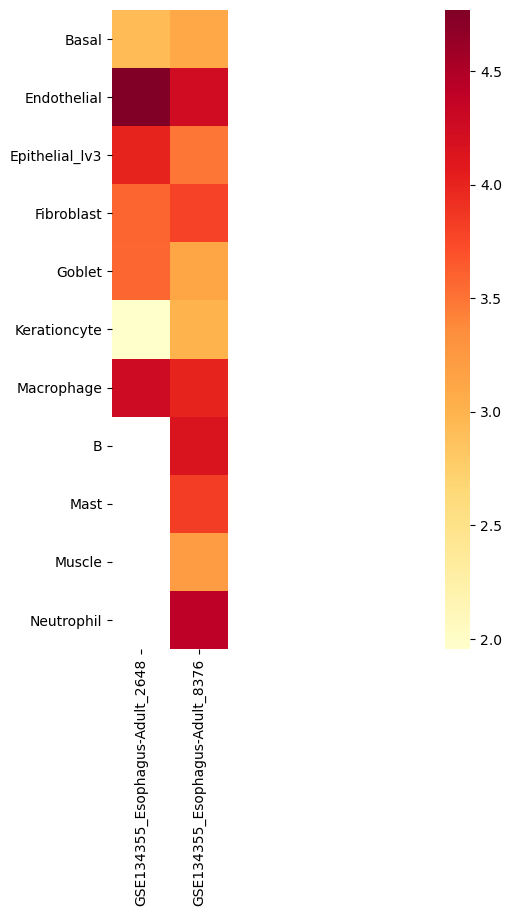 Basal
Endothelial
Epithelial_lv3
Fibroblast
Goblet
Kerationcyte
Macrophage
B
Mast
Muscle
Neutrophil
GSE134355_Esophagus-Adult_2648
GSE134355_Esophagus-Adult_8376
4.5
4.0
3.5
3.0
2.5
2.0